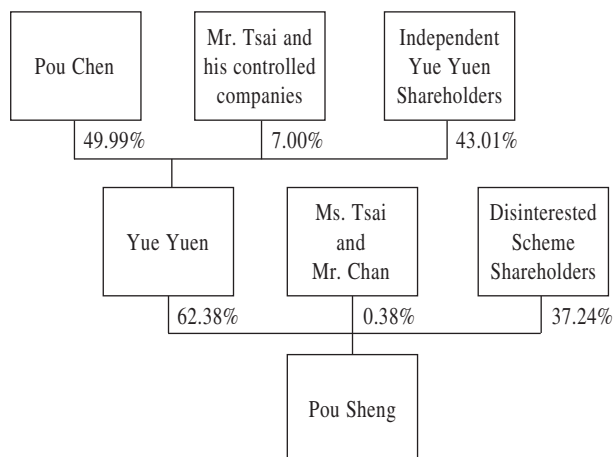 Pou Chen
Mr. Tsai and
his controlled
companies
Independent
Yue Yuen
Shareholders
49.99%
7.00%
43.01%
Yue Yuen
Ms. Tsai
and
Mr. Chan
Disinterested
Scheme
Shareholders
62.38%
0.38%
37.24%
Pou Sheng